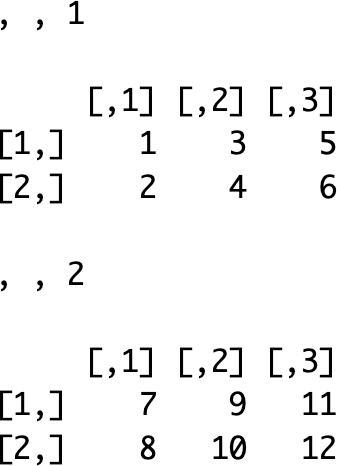 , , 1
     [,1] [,2] [,3]
[1,]    1    3    5
[2,]    2    4    6
, , 2
     [,1] [,2] [,3]
[1,]    7    9   11
[2,]    8   10   12